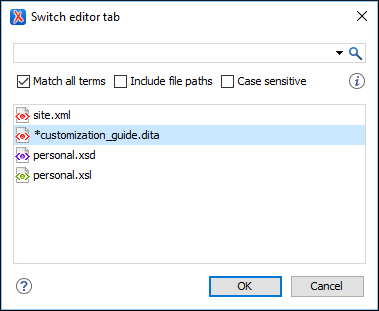 Switch editor tab
Match all terms Include file paths Case sensitive
site.xml
*customization_guide.dita
personal.xsd
personal.xsl
OK Cancel